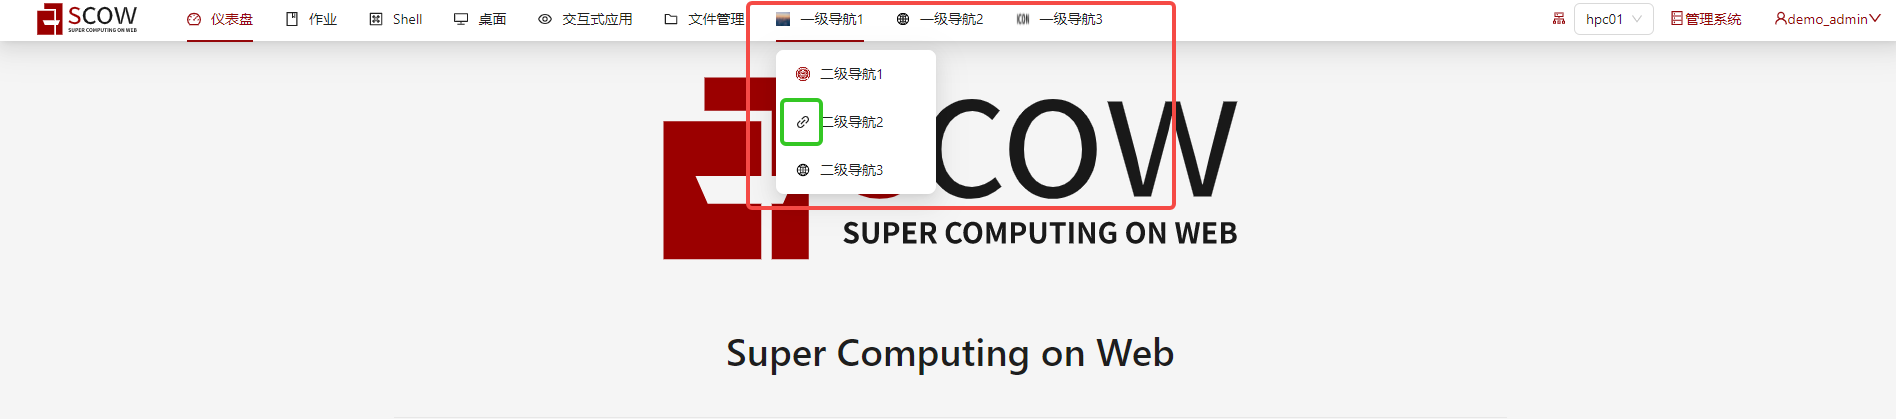 SCOW
SUPER COMPUTING ON WEB
仪表盘
作业
Shell
桌面
交互式应用
文件管理
一级导航1
一级导航2
ICON
一级导航3
hpc01
管理系统
demo_admin
二级导航1
二级导航2
二级导航3
COW
SUPER COMPUTING ON WEB
Super Computing on Web